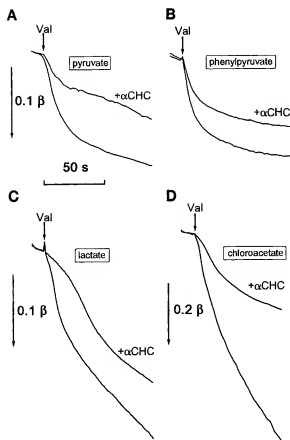 A
Val
pyruvate
+αCHC
0.1 β
50 s
B
Val
phenylpyruvate
+αCHC
C
Val
lactate
0.1 β
+αCHC
D
Val
chloroacetate
0.2 β
+αCHC